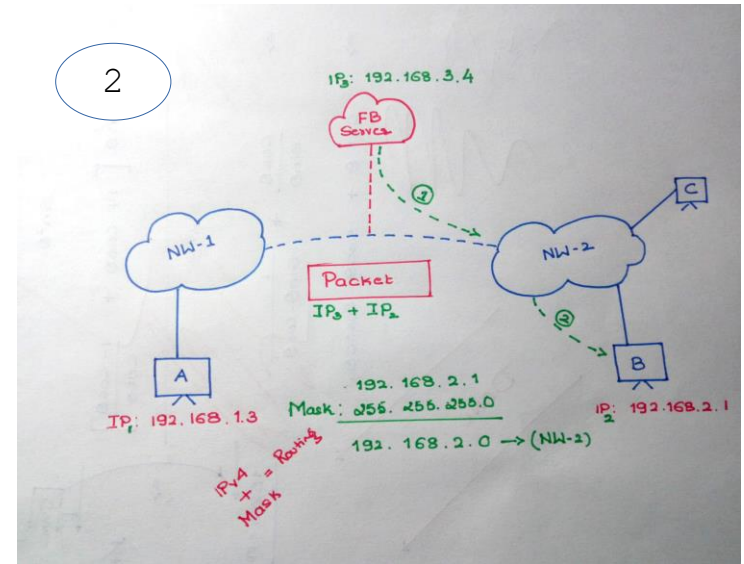 2
IP3: 192.168.3.4
FB
Server
①
C
NW-1
NW-2
Packet
IP3 + IP2
②
A
B
192.168.2.1
IP1: 192.168.1.3
Mask: 255.255.255.0
IP2: 192.168.2.1
192.168.2.0 → (NW-2)
IPv4
+
Mask
= Routing